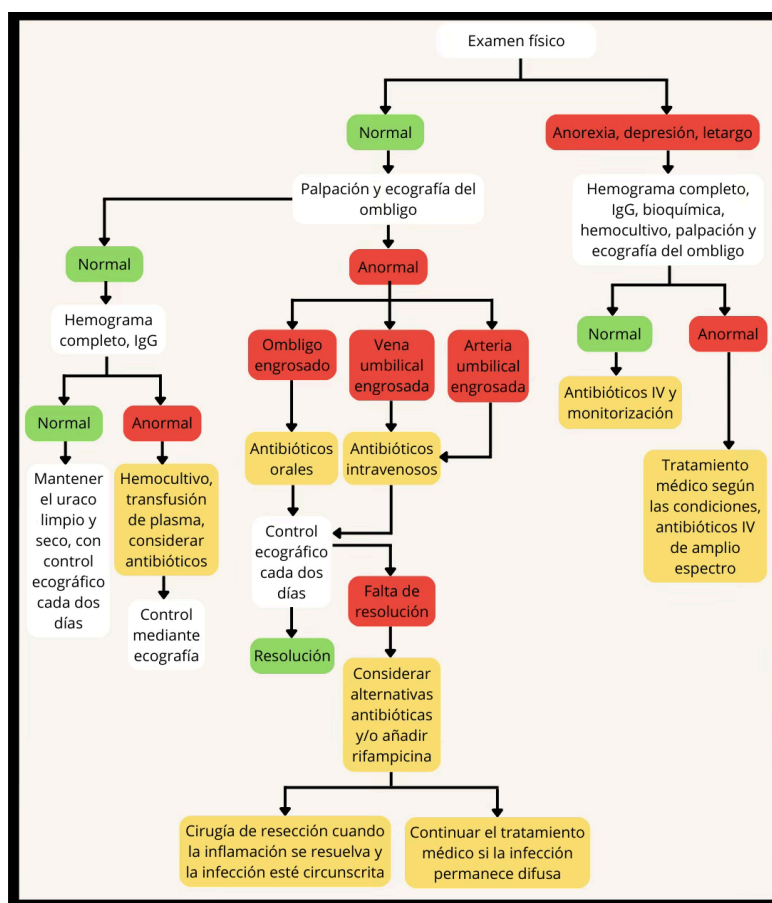 Examen físico
Normal
Anorexia, depresión, letargo
Palpación y ecografía del
ombligo
Hemograma completo,
IgG, bioquímica,
hemocultivo, palpación y
ecografía del ombligo
Normal
Anormal
Hemograma
completo, IgG
Ombligo
engrosado
Vena
umbilical
engrosada
Arteria
umbilical
engrosada
Normal
Anormal
Antibióticos IV y
monitorización
Normal
Anormal
Antibióticos
orales
Antibióticos
intravenosos
Tratamiento
médico según
las condiciones,
antibióticos IV
de amplio
espectro
Mantener
el uraco
limpio y
seco, con
control
ecográfico
cada dos
días
Hemocultivo,
transfusión
de plasma,
considerar
antibióticos
Control
mediante
ecografía
Control
ecográfico
cada dos
días
Falta de
resolución
Resolución
Considerar
alternativas
antibióticas
y/o añadir
rifampicina
Cirugía de resección cuando
la inflamación se resuelva y
la infección esté circunscrita
Continuar el tratamiento
médico si la infección
permanece difusa